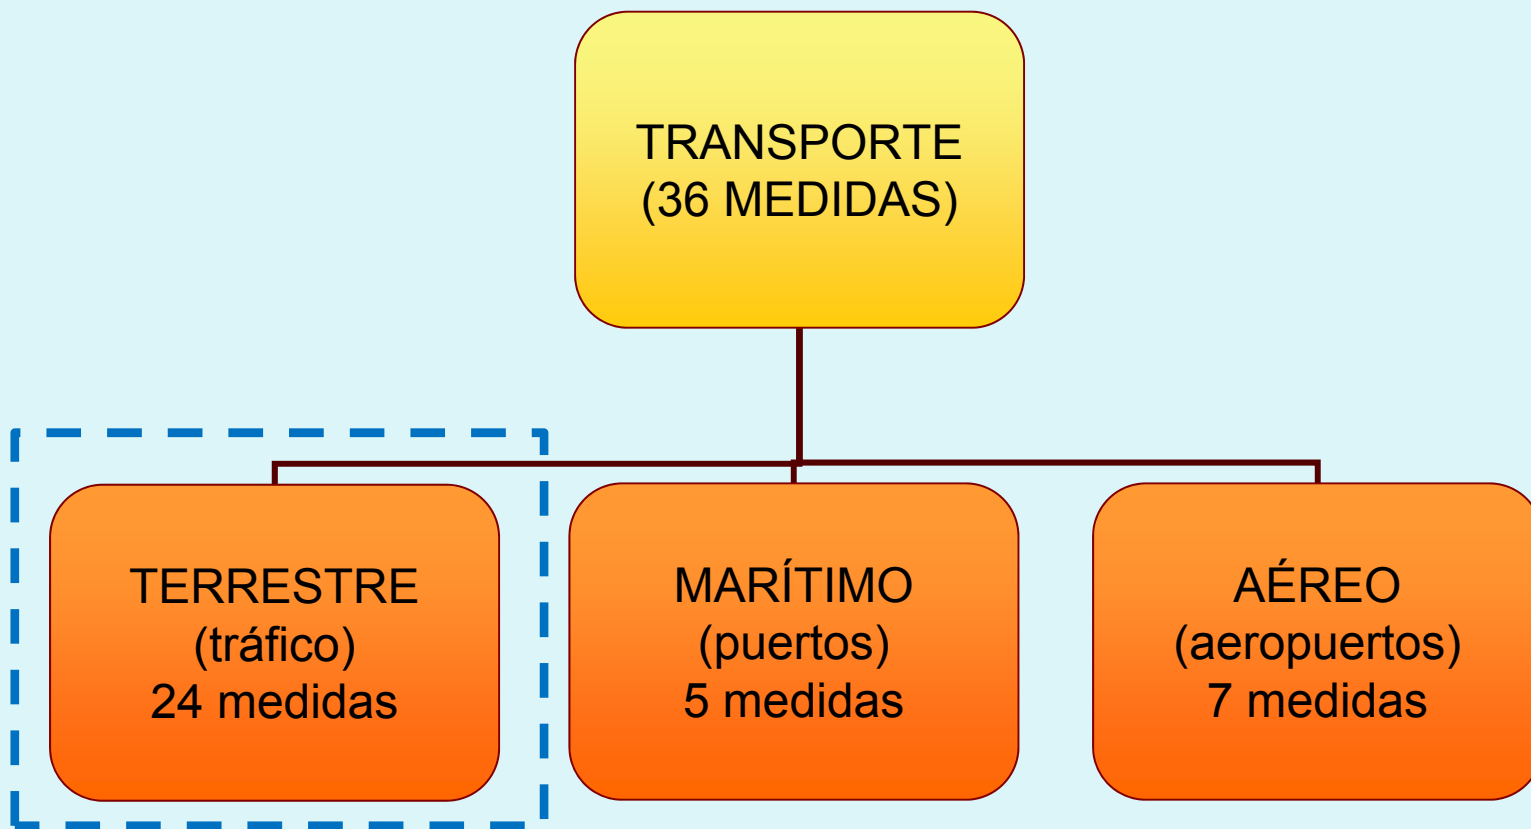 TRANSPORTE
(36 MEDIDAS)
TERRESTRE
(tráfico)
24 medidas
MARÍTIMO
(puertos)
5 medidas
AÉREO
(aeropuertos)
7 medidas